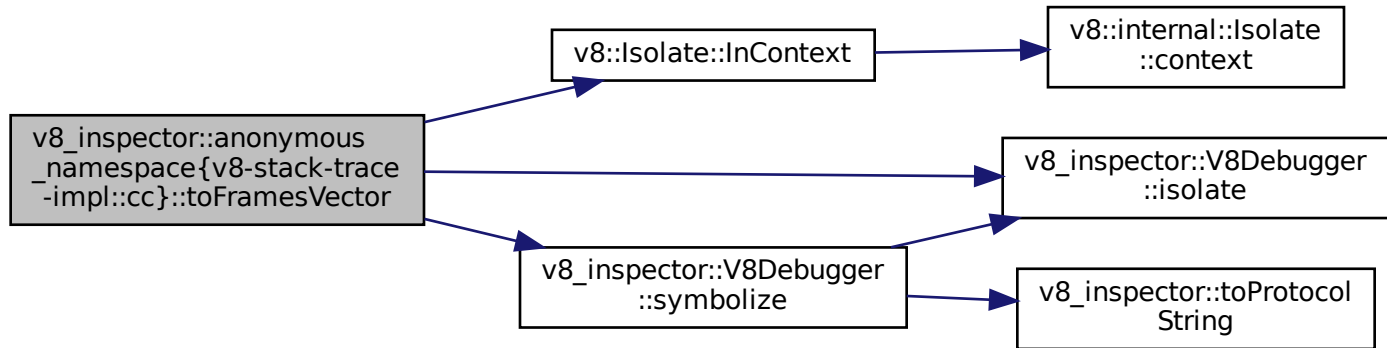 v8_inspector::anonymous
_namespace{v8-stack-trace
-impl::cc}::toFramesVector
v8::Isolate::InContext
v8::internal::Isolate
::context
v8_inspector::V8Debugger
::isolate
v8_inspector::V8Debugger
::symbolize
v8_inspector::toProtocol
String